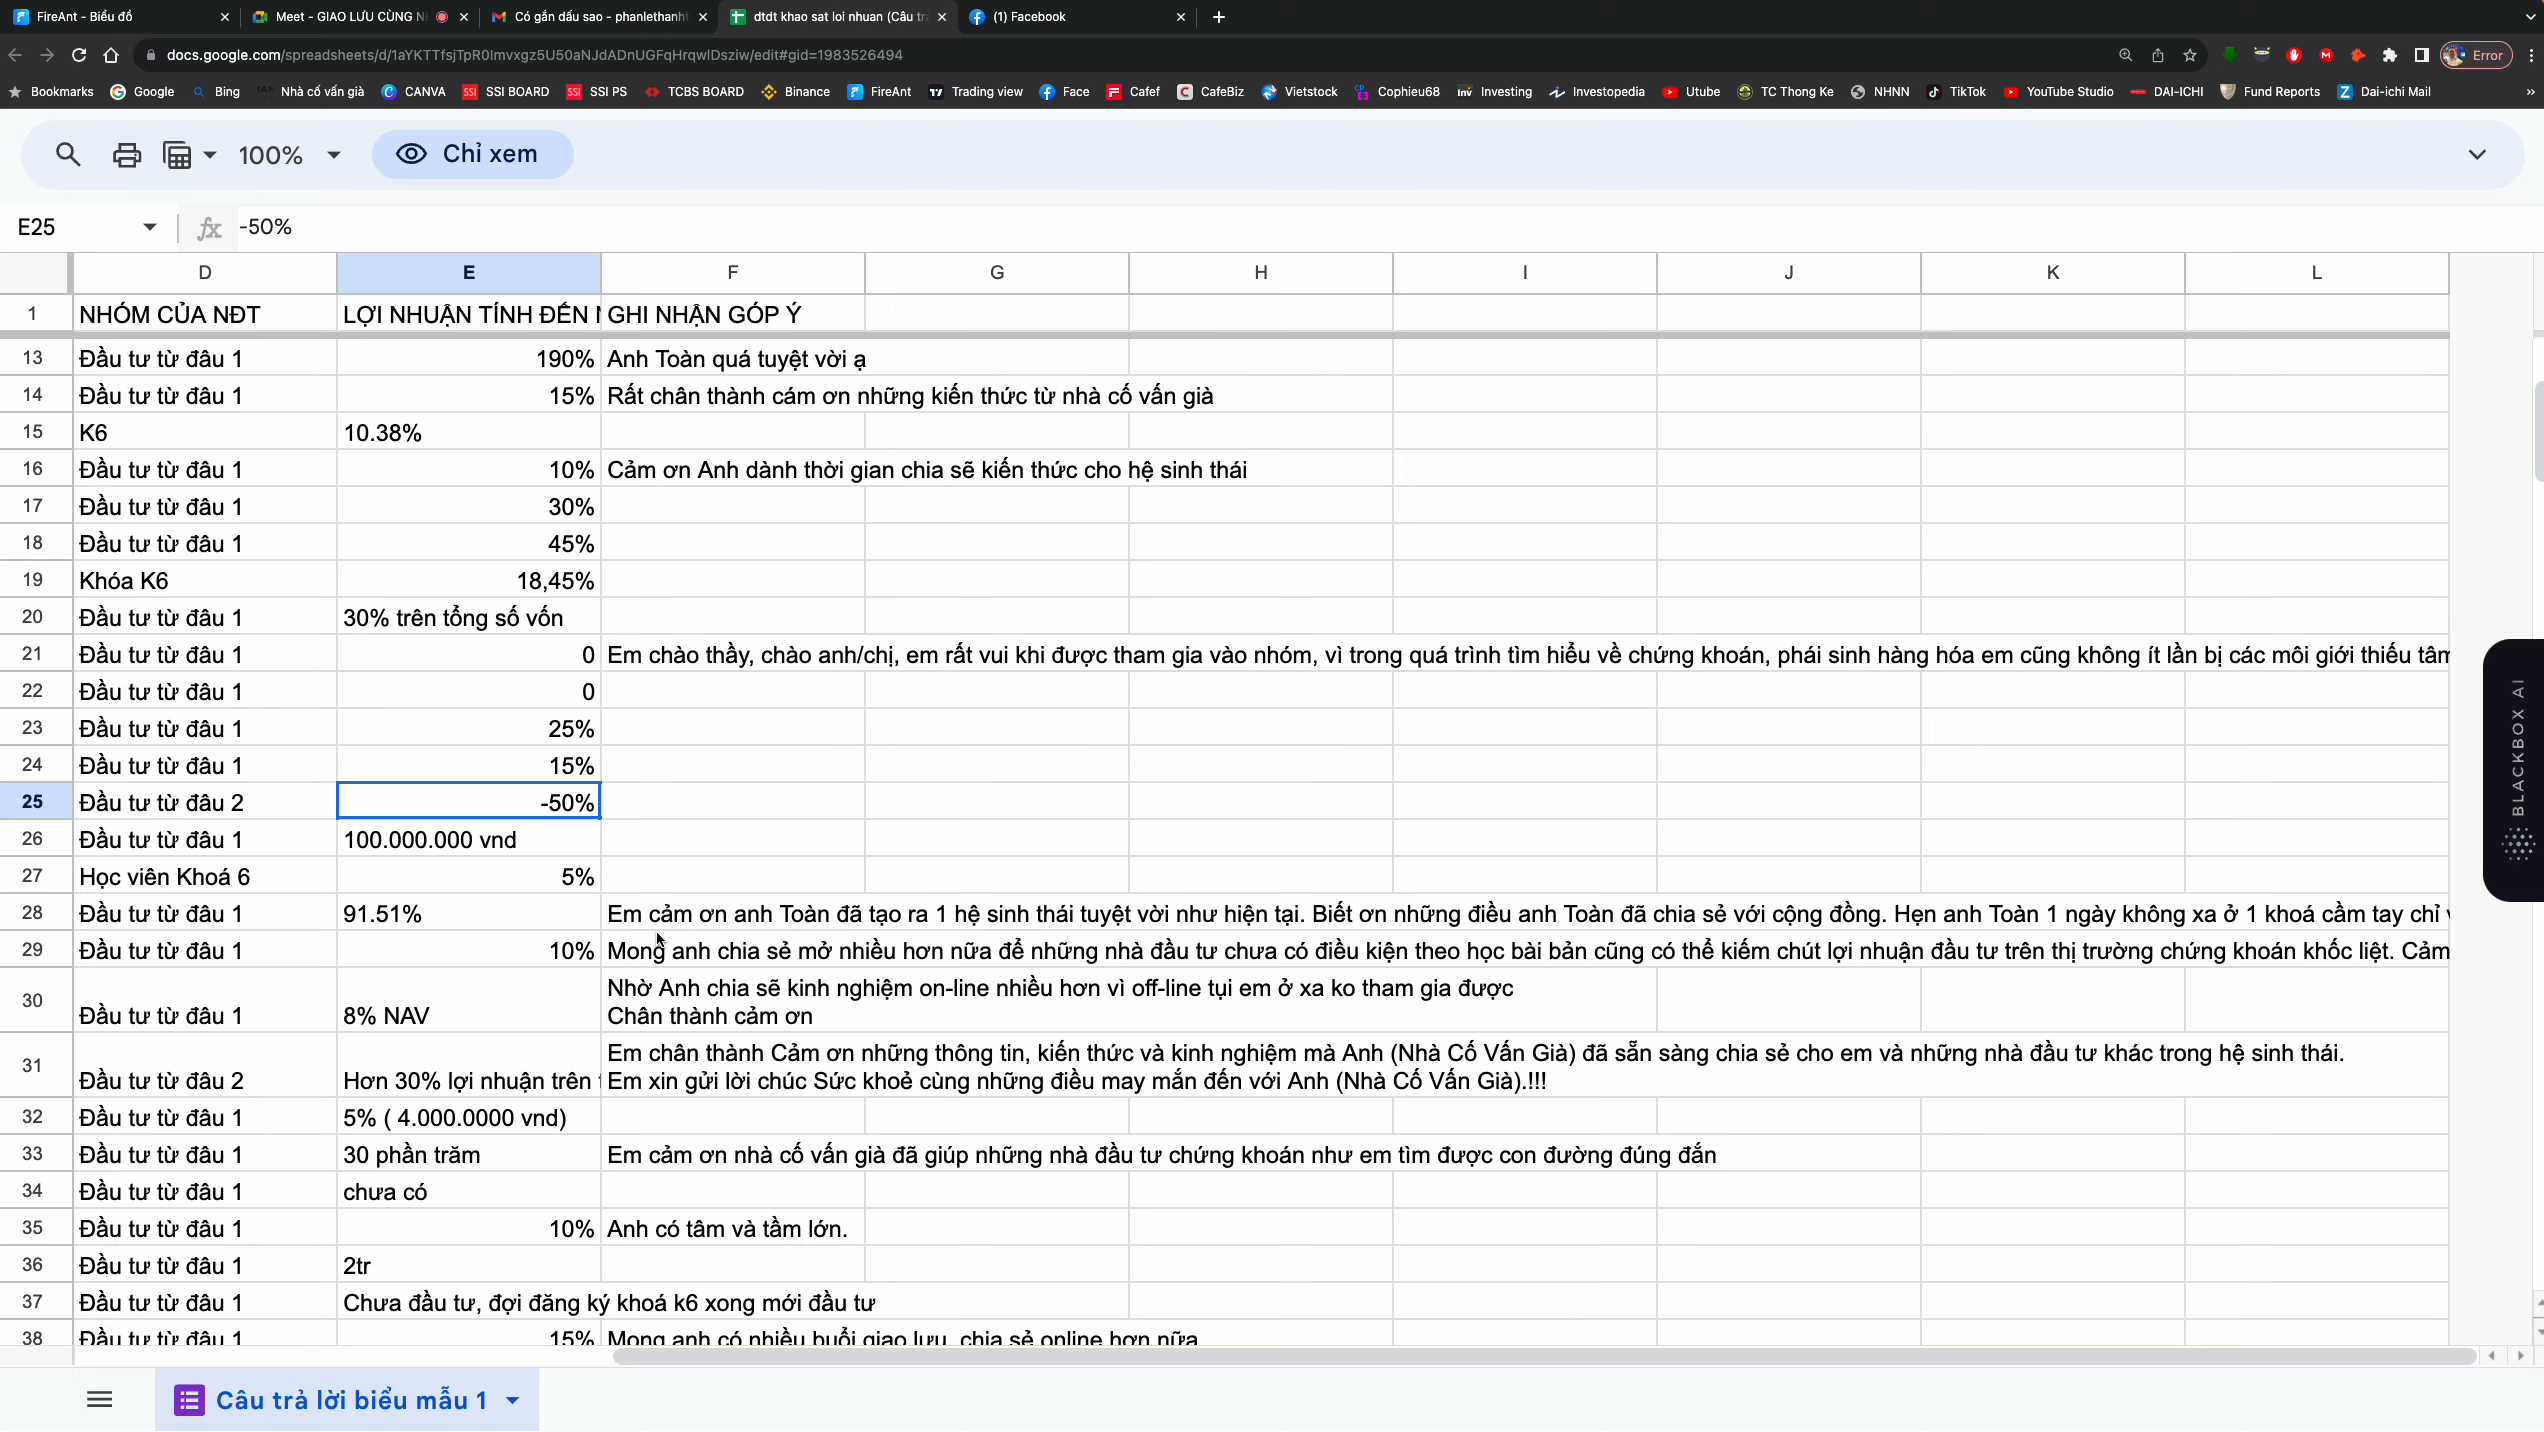 FireAnt - Biểu đồ
Meet - GIAO LƯU CÙNG
Có gắn dấu sao - phanlethanh
dtdt khao sat loi nhuan (Câu
(1) Facebook
docs.google.com/spreadsheets/d/1aYKTTfsjTpR0Imvxgz5U50aNJdADnUGFqHrqwIDsziw/edit#gid=1983526494
Error
Bookmarks Google Bing Nhà cố vấn già CANVA SSI BOARD SSI PS TCBS BOARD Binance FireAnt Trading view Face Cafef CafeBiz Vietstock Cophieu68 Investing Investopedia Utube TC Thong Ke NHNN TikTok YouTube Studio DAI-ICHI Fund Reports Dai-ichi Mail
100% Chỉ xem
E25 fx -50%
D E F G H I J K L
1 NHÓM CỦA NĐT LỢI NHUẬN TÍNH ĐẾN GHI NHẬN GÓP Ý
13 Đầu tư từ đâu 1 190% Anh Toàn quá tuyệt vời ạ
14 Đầu tư từ đâu 1 15% Rất chân thành cám ơn những kiến thức từ nhà cố vấn già
15 K6 10.38%
16 Đầu tư từ đâu 1 10% Cảm ơn Anh dành thời gian chia sẽ kiến thức cho hệ sinh thái
17 Đầu tư từ đâu 1 30%
18 Đầu tư từ đâu 1 45%
19 Khóa K6 18,45%
20 Đầu tư từ đâu 1 30% trên tổng số vốn
21 Đầu tư từ đâu 1 0 Em chào thầy, chào anh/chị, em rất vui khi được tham gia vào nhóm, vì trong quá trình tìm hiểu về chứng khoán, phái sinh hàng hóa em cũng không ít lần bị các môi giới thiếu tâm
22 Đầu tư từ đâu 1 0
23 Đầu tư từ đâu 1 25%
24 Đầu tư từ đâu 1 15%
25 Đầu tư từ đâu 2 -50%
26 Đầu tư từ đâu 1 100.000.000 vnd
27 Học viên Khoá 6 5%
28 Đầu tư từ đâu 1 91.51% Em cảm ơn anh Toàn đã tạo ra 1 hệ sinh thái tuyệt vời như hiện tại. Biết ơn những điều anh Toàn đã chia sẻ với cộng đồng. Hẹn anh Toàn 1 ngày không xa ở 1 khoá cầm tay chỉ
29 Đầu tư từ đâu 1 10% Mong anh chia sẻ mở nhiều hơn nữa để những nhà đầu tư chưa có điều kiện theo học bài bản cũng có thể kiếm chút lợi nhuận đầu tư trên thị trường chứng khoán khốc liệt. Cảm
Nhờ Anh chia sẽ kinh nghiệm on-line nhiều hơn vì off-line tụi em ở xa ko tham gia được
30 Đầu tư từ đâu 1 8% NAV Chân thành cảm ơn
Em chân thành Cảm ơn những thông tin, kiến thức và kinh nghiệm mà Anh (Nhà Cố Vấn Già) đã sẵn sàng chia sẻ cho em và những nhà đầu tư khác trong hệ sinh thái.
31 Đầu tư từ đâu 2 Hơn 30% lợi nhuận trên Em xin gửi lời chúc Sức khoẻ cùng những điều may mắn đến với Anh (Nhà Cố Vấn Già).!!!
32 Đầu tư từ đâu 1 5% ( 4.000.0000 vnd)
33 Đầu tư từ đâu 1 30 phần trăm Em cảm ơn nhà cố vấn già đã giúp những nhà đầu tư chứng khoán như em tìm được con đường đúng đắn
34 Đầu tư từ đâu 1 chưa có
35 Đầu tư từ đâu 1 10% Anh có tâm và tầm lớn.
36 Đầu tư từ đâu 1 2tr
37 Đầu tư từ đâu 1 Chưa đầu tư, đợi đăng ký khoá k6 xong mới đầu tư
38 Đầu tư từ đâu 1 15% Mong anh có nhiều buổi giao lưu, chia sẻ online hơn nữa
BLACKBOX AI
Câu trả lời biểu mẫu 1